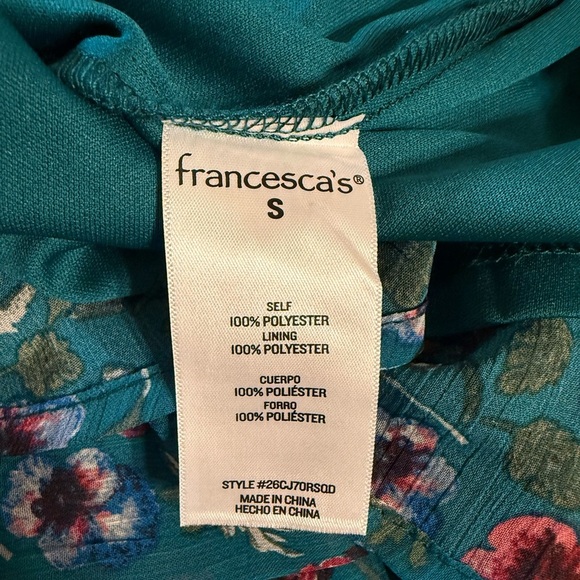 francesca's®
S
SELF
100% POLYESTER
LINING
100% POLYESTER
CUERPO
100% POLIÉSTER
FORRO
100% POLIÉSTER
STYLE #26CJ70RSQD
MADE IN CHINA
HECHO EN CHINA